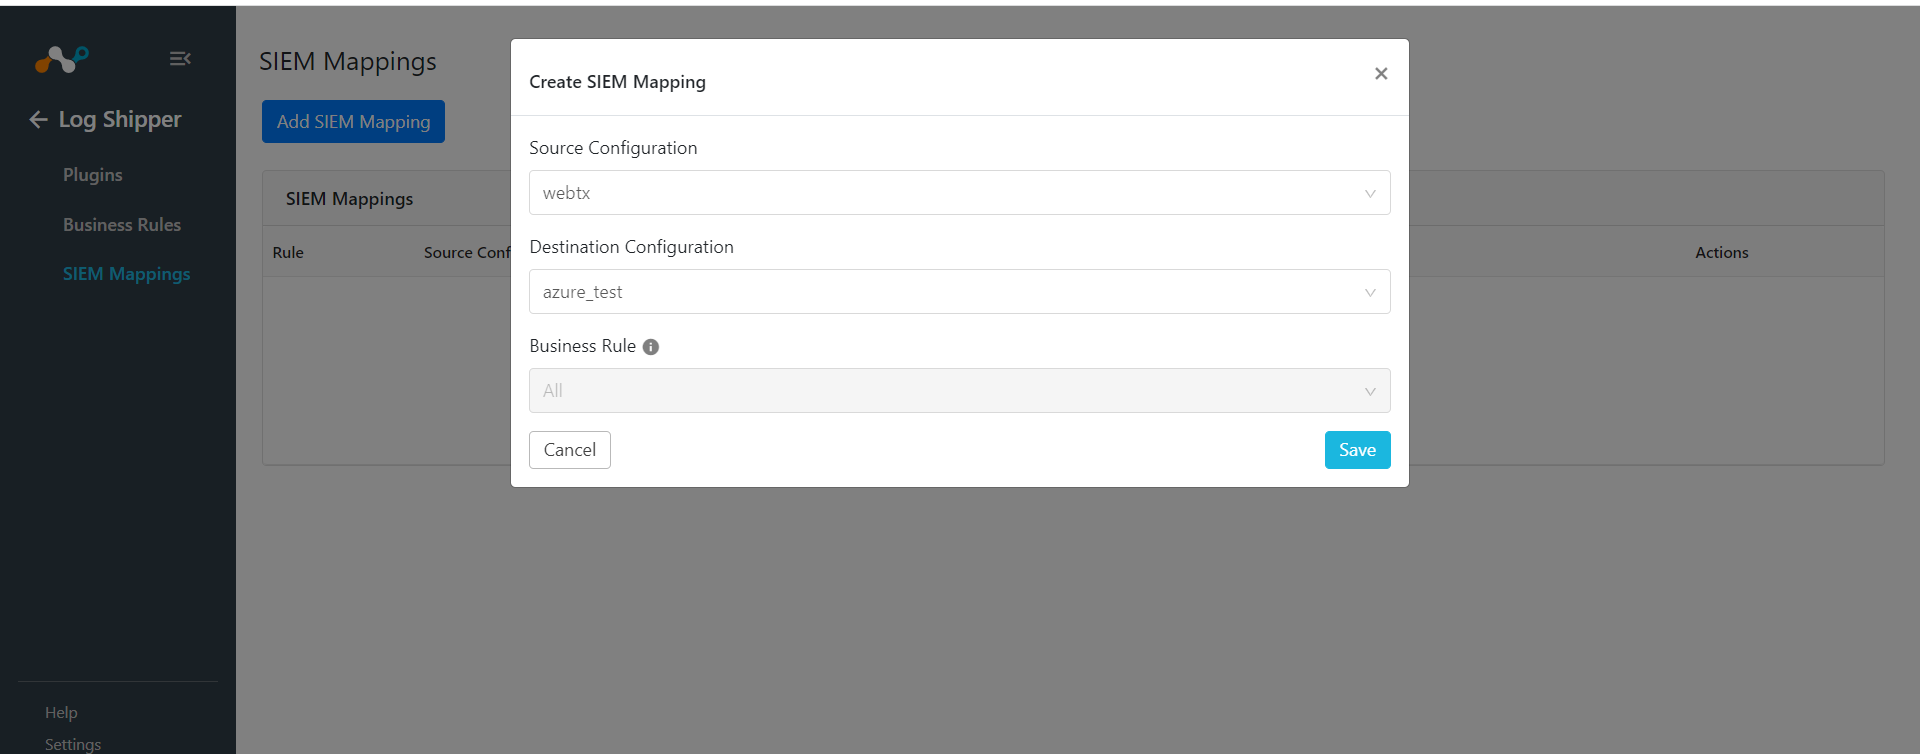 SIEM Mappings
Create SIEM Mapping
Log Shipper
Add SIEM Mapping
Source Configuration
Plugins
webtx
SIEM Mappings
Business Rules
Destination Configuration
Rule
Source Conf
Actions
SIEM Mappings
azure_test
Business Rule
All
Cancel
Save
Help
Settings